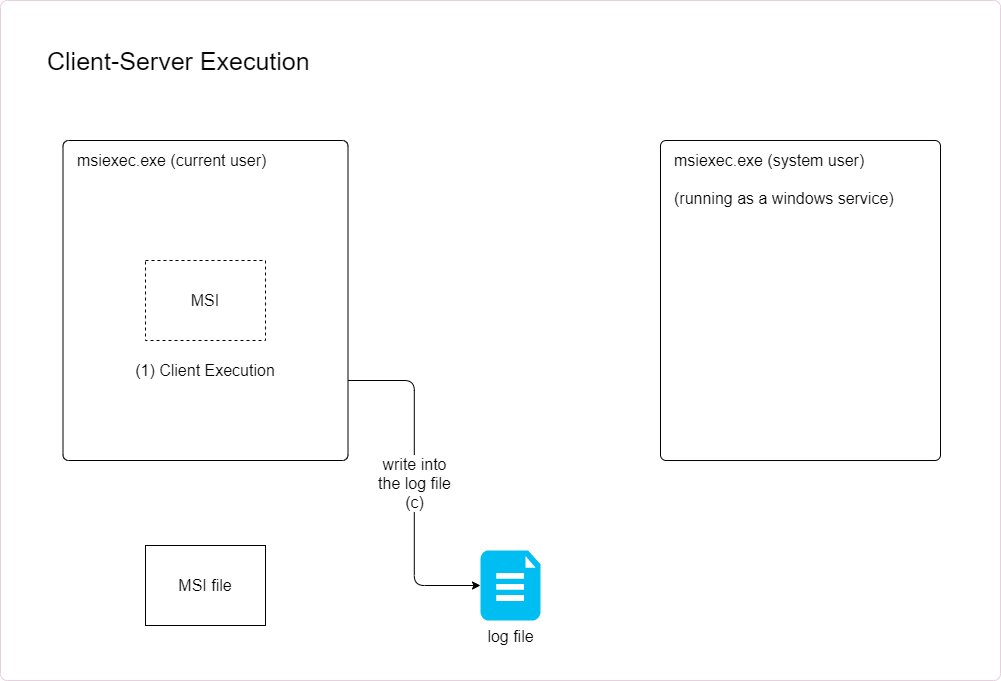 Client-Server Execution
msiexec.exe (current user)
msiexec.exe (system user)
(running as a windows service)
MSI
(1) Client Execution
write into
the log file
(c)
MSI file
log file